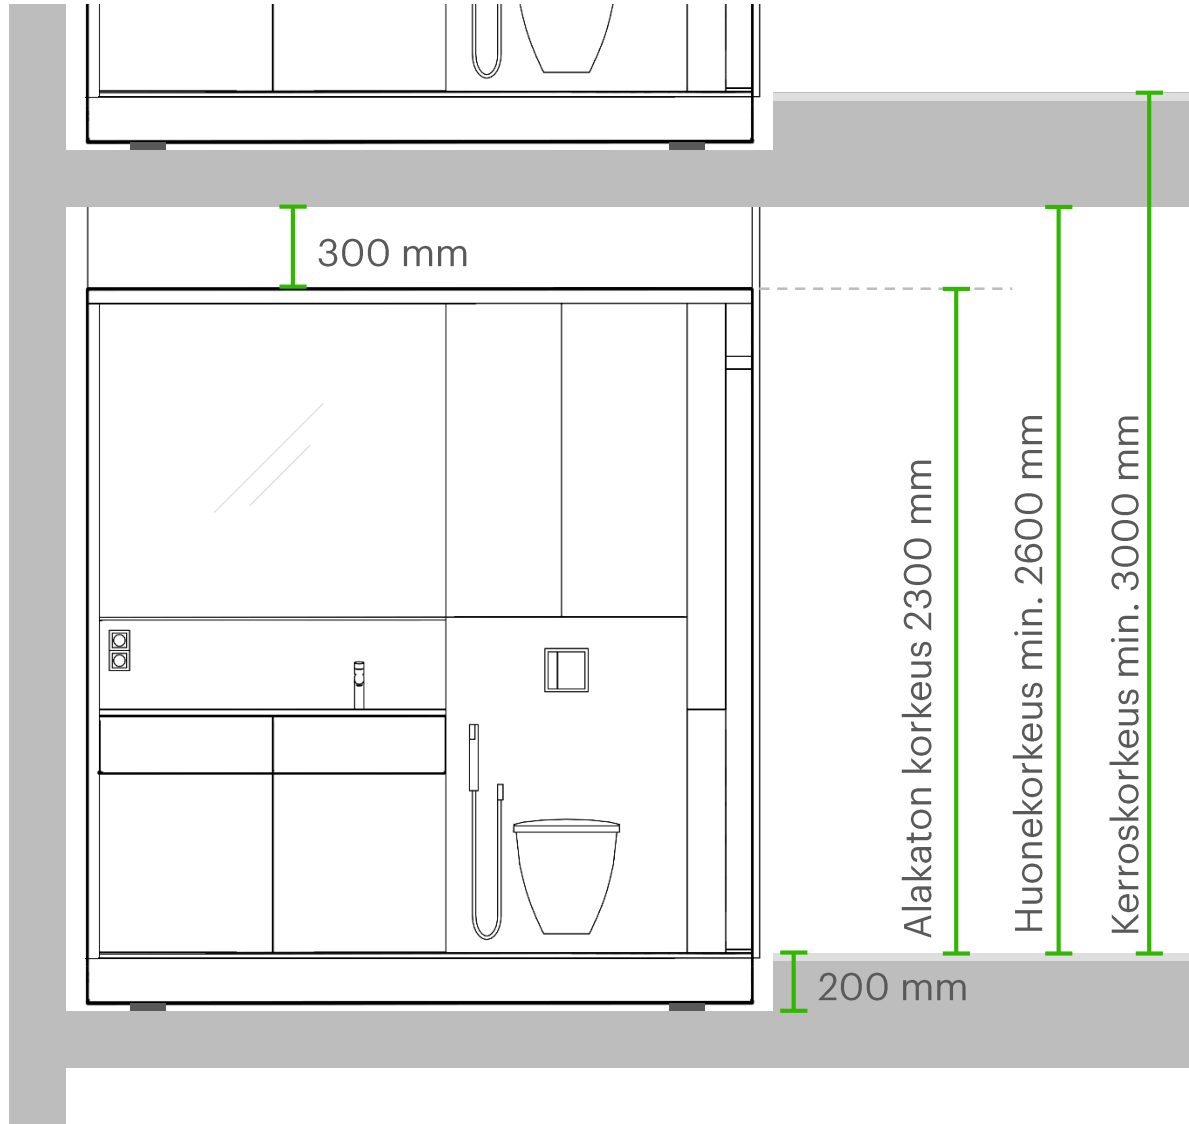 300 mm
Alakaton korkeus 2300 mm
Huonekorkeus min. 2600 mm
Kerroskorkeus min. 3000 mm
200 mm